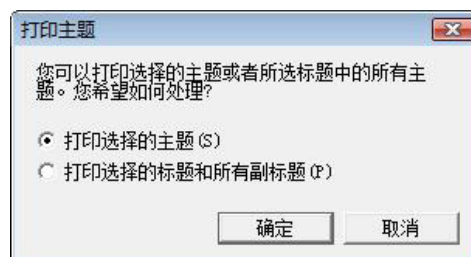 打印主题
您可以打印选择的主题或者所选标题中的所有主
题。您希望如何处理?
打印选择的主题(S)
打印选择的标题和所有副标题(P)
确定
取消